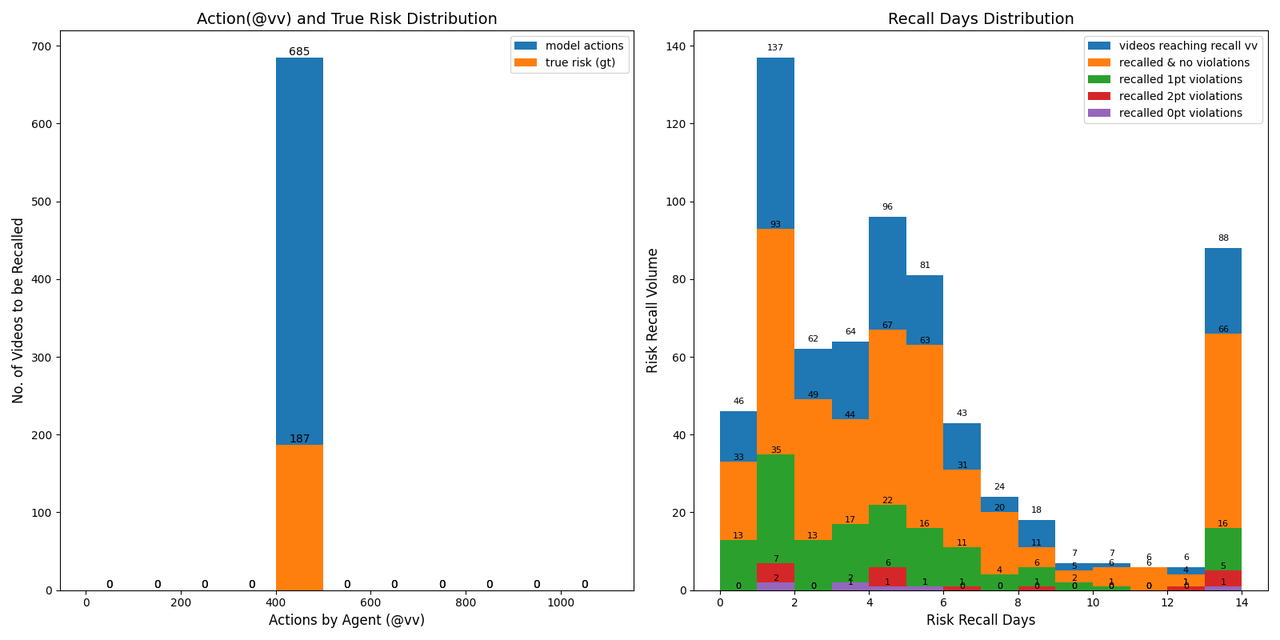 Action(@vv) and True Risk Distribution
model actions
true risk (gt)
No. of Videos to be Recalled
700
600
500
400
300
200
100
0
685
187
0 0 0 0 0 0 0 0 0 0
0 200 400 600 800 1000
Actions by Agent (@vv)
Recall Days Distribution
videos reaching recall vv
recalled & no violations
recalled 1pt violations
recalled 2pt violations
recalled 0pt violations
Risk Recall Volume
140
120
100
80
60
40
20
0
46 137 62 64 96 81 43 24 18 7 7 6 6 88
33 93 49 44 67 63 31 20 11 5 6 6 4 66
13 35 13 17 22 16 11 4 6 2 1 0 1 16
0 7 0 2 6 1 1 0 1 0 0 0 1 5
2 1 1 0 0 0 1
0 2 4 6 8 10 12 14
Risk Recall Days